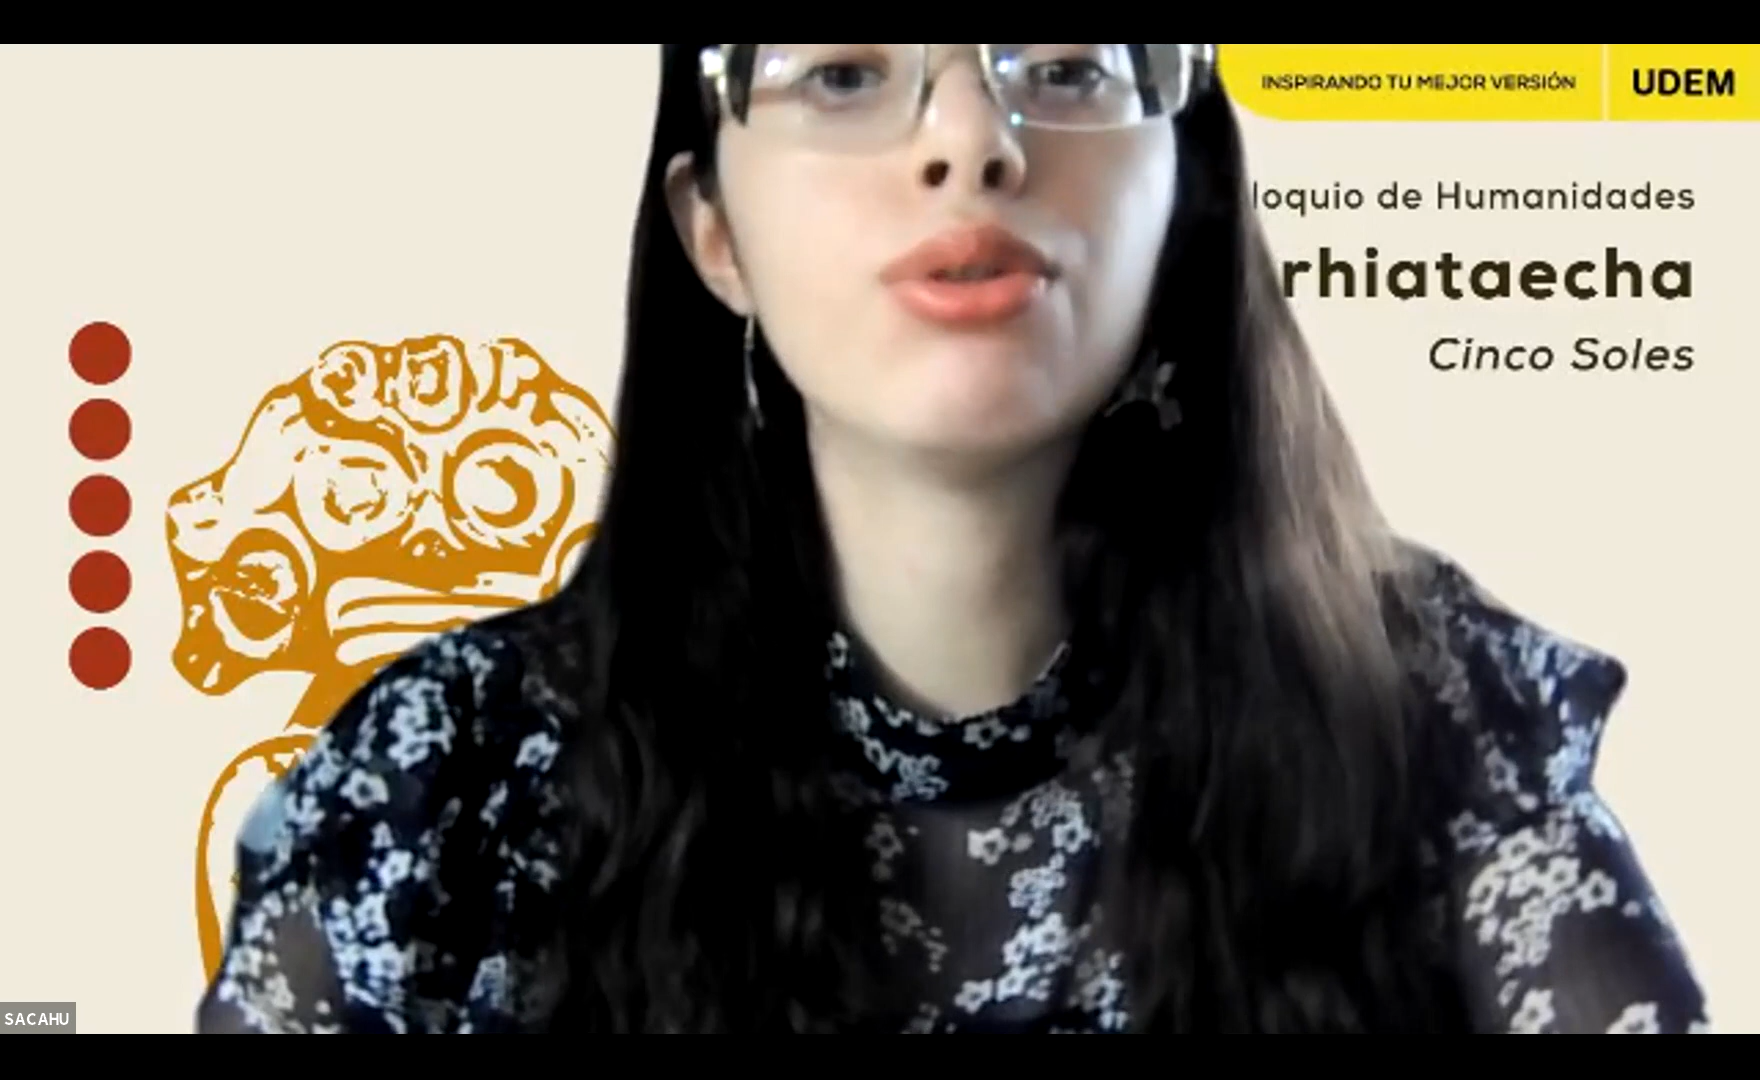 INSPIRANDO TU MEJOR VERSIÓN
UDEM
loquio de Humanidades
rhiataecha
Cinco Soles
SACAHU